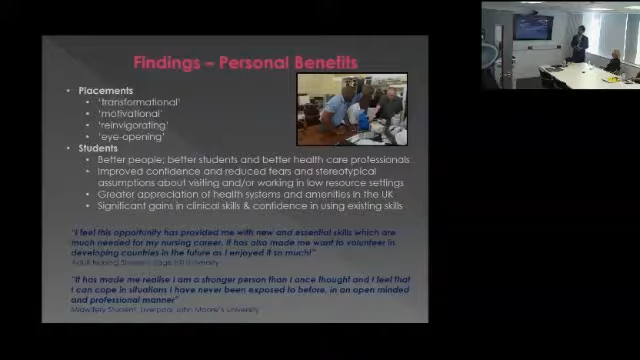 Findings – Personal Benefits
• Placements
• 'transformational'
• 'motivational'
• 'reinvigorating'
• 'eye-opening'
• Students
• Better people; better students and better health care professionals
• Improved confidence and reduced fears and stereotypical
assumptions about visiting and/or working in low resource settings
• Greater appreciation of health systems and amenities in the UK
• Significant gains in clinical skills & confidence in using existing skills
"I feel this opportunity has provided me with new and essential skills which are
much needed for my nursing career. It has also made me want to volunteer in
developing countries in the future as I enjoyed it so much!"
Adult Nursing Student, Edge Hill University
"It has made me realise I am a stronger person than I once thought and I feel that
I can cope in situations I have never been exposed to before, in an open minded
and professional manner"
Midwifery Student, Liverpool John Moore's university